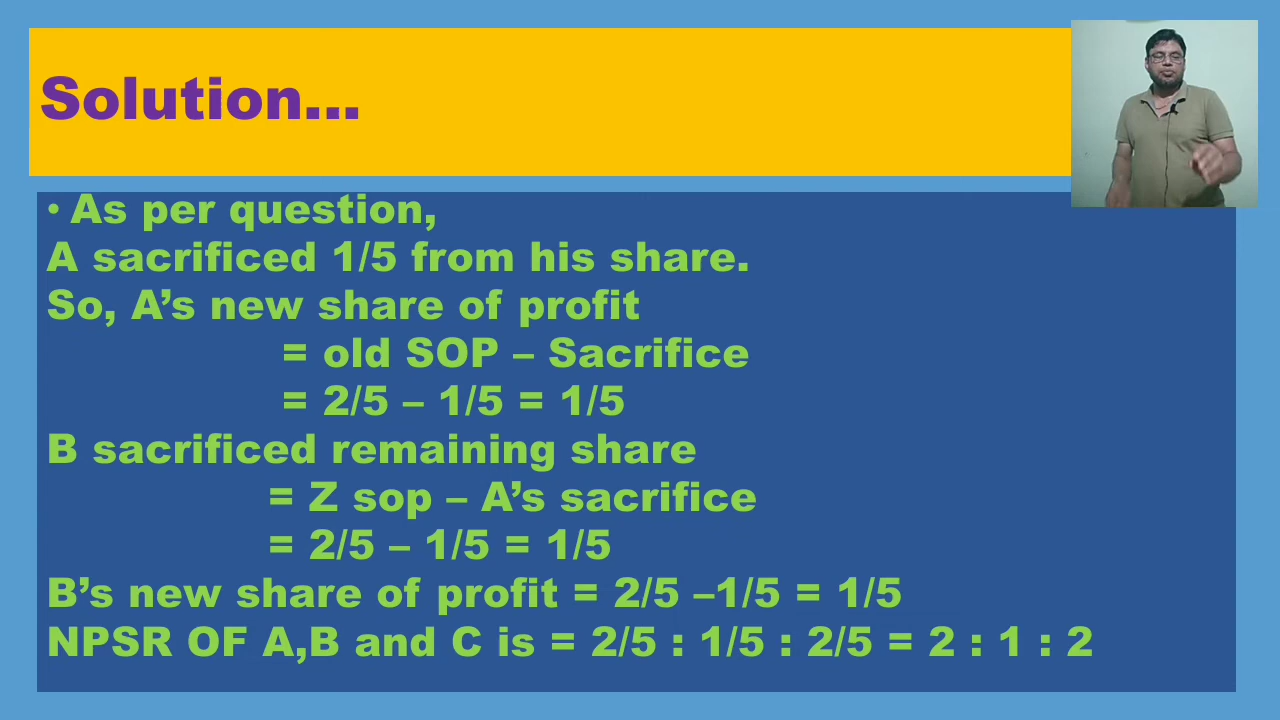 Solution...
• As per question,
A sacrificed 1/5 from his share.
So, A’s new share of profit
= old SOP – Sacrifice
= 2/5 – 1/5 = 1/5
B sacrificed remaining share
= Z sop – A’s sacrifice
= 2/5 – 1/5 = 1/5
B’s new share of profit = 2/5 –1/5 = 1/5
NPSR OF A,B and C is = 2/5 : 1/5 : 2/5 = 2 : 1 : 2